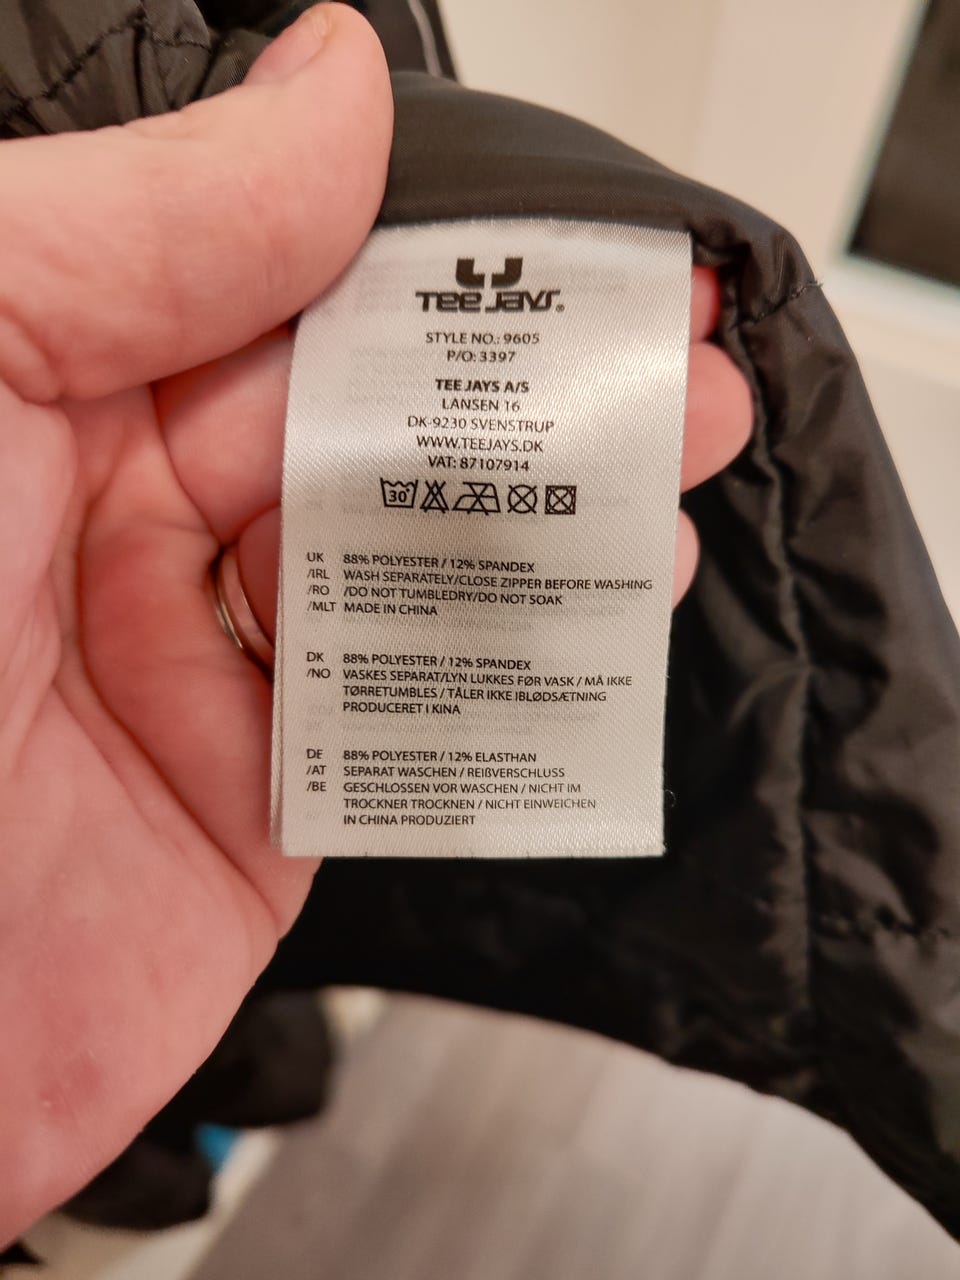 TEE JAYS®
STYLE NO.: 9605
P/O: 3397
TEE JAYS A/S
LANSEN 16
DK-9230 SVENSTRUP
WWW.TEEJAYS.DK
VAT: 87107914
30°
UK 88% POLYESTER / 12% SPANDEX
/IRL WASH SEPARATELY/CLOSE ZIPPER BEFORE WASHING
/RO /DO NOT TUMBLEDRY/DO NOT SOAK
/MLT MADE IN CHINA
DK 88% POLYESTER / 12% SPANDEX
/NO VASKES SEPARAT/LYN LUKKES FØR VASK / MÅ IKKE
TØRRETUMBLES / TÅLER IKKE IBLØDSÆTNING
PRODUCERET I KINA
DE 88% POLYESTER / 12% ELASTHAN
/AT SEPARAT WASCHEN / REIßVERSCHLUSS
/BE GESCHLOSSEN VOR WASCHEN / NICHT IM
TROCKNER TROCKNEN / NICHT EINWEICHEN
IN CHINA PRODUZIERT